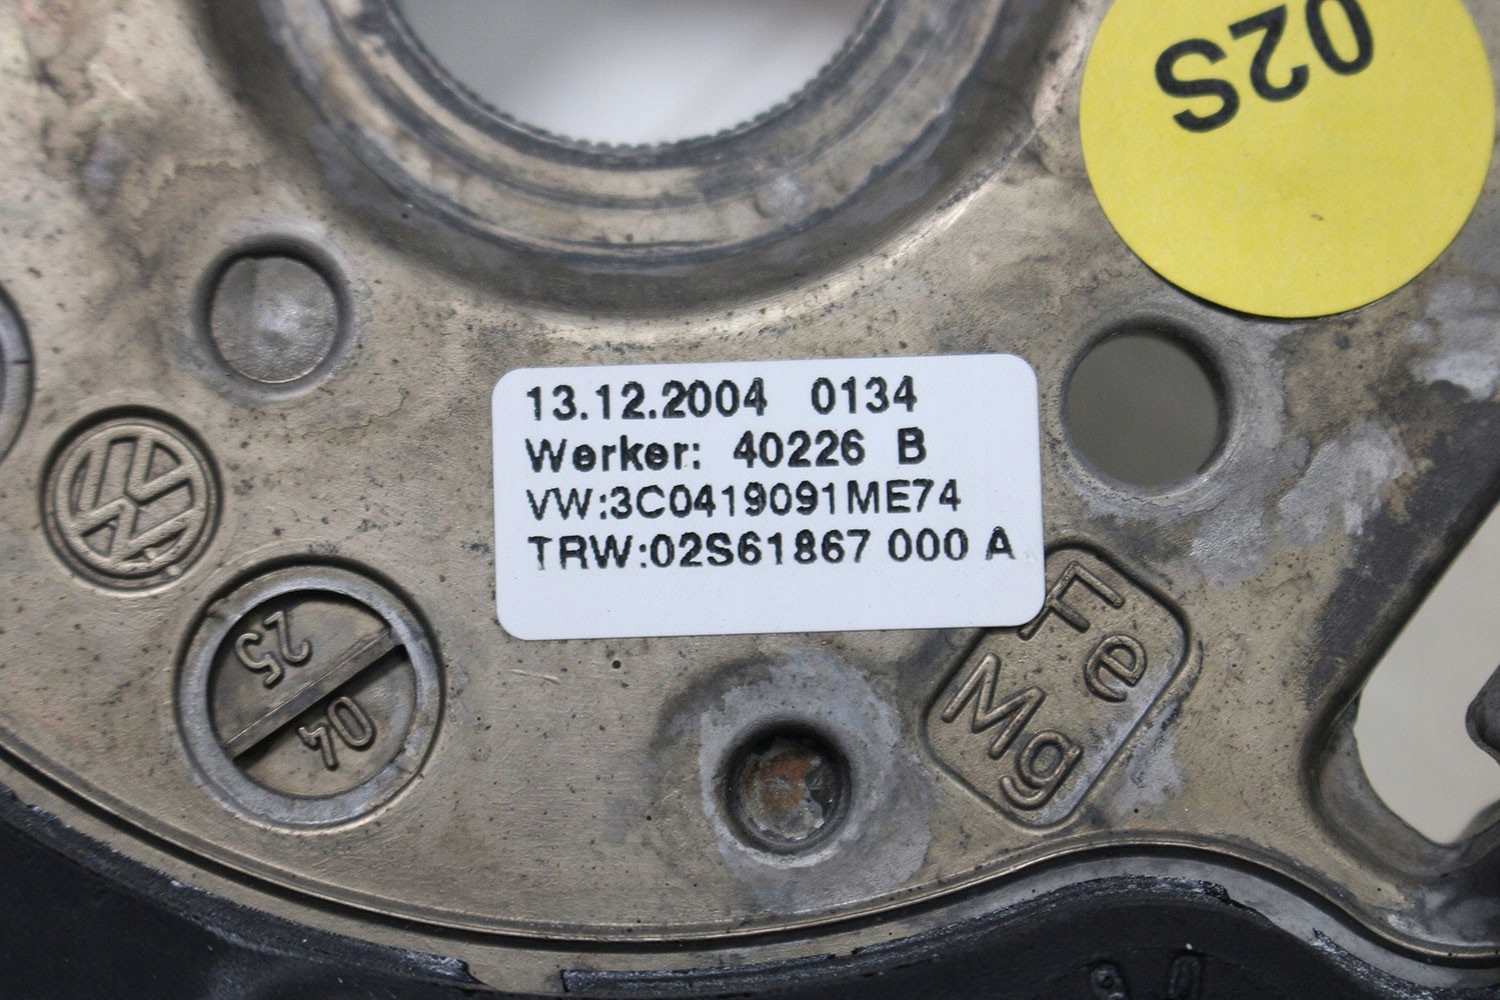 02S
13.12.2004 0134
Werker: 40226 B
VW:3C0419091ME74
TRW:02S61867 000 A
25
04
Fe
Mg